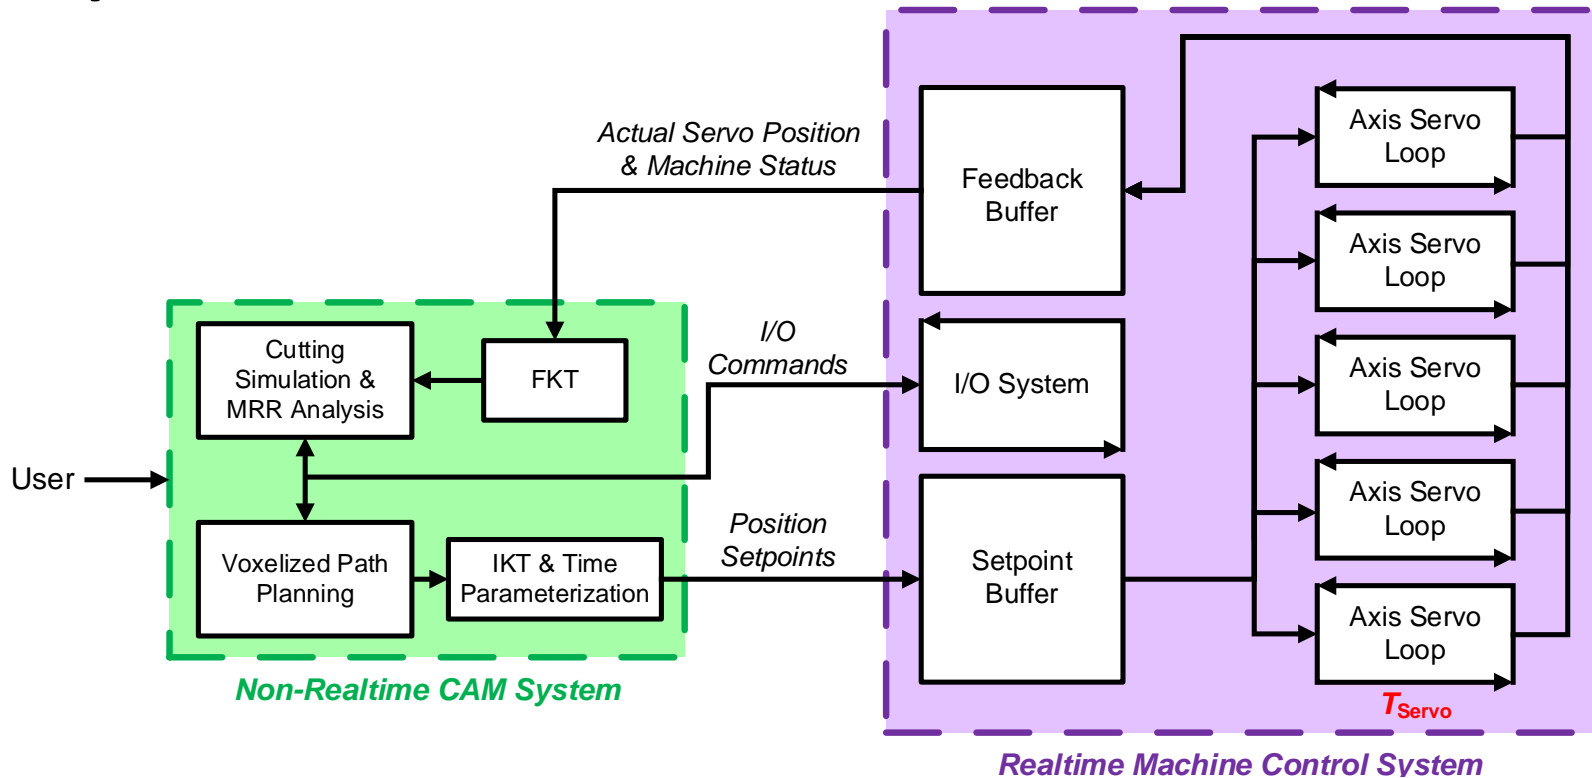 Actual Servo Position
& Machine Status
Feedback
Buffer
Axis Servo
Loop
Axis Servo
Loop
Cutting
Simulation &
MRR Analysis
FKT
I/O
Commands
I/O System
Axis Servo
Loop
User
Voxelized Path
Planning
IKT & Time
Parameterization
Position
Setpoints
Setpoint
Buffer
Axis Servo
Loop
Axis Servo
Loop
TServo
Non-Realtime CAM System
Realtime Machine Control System